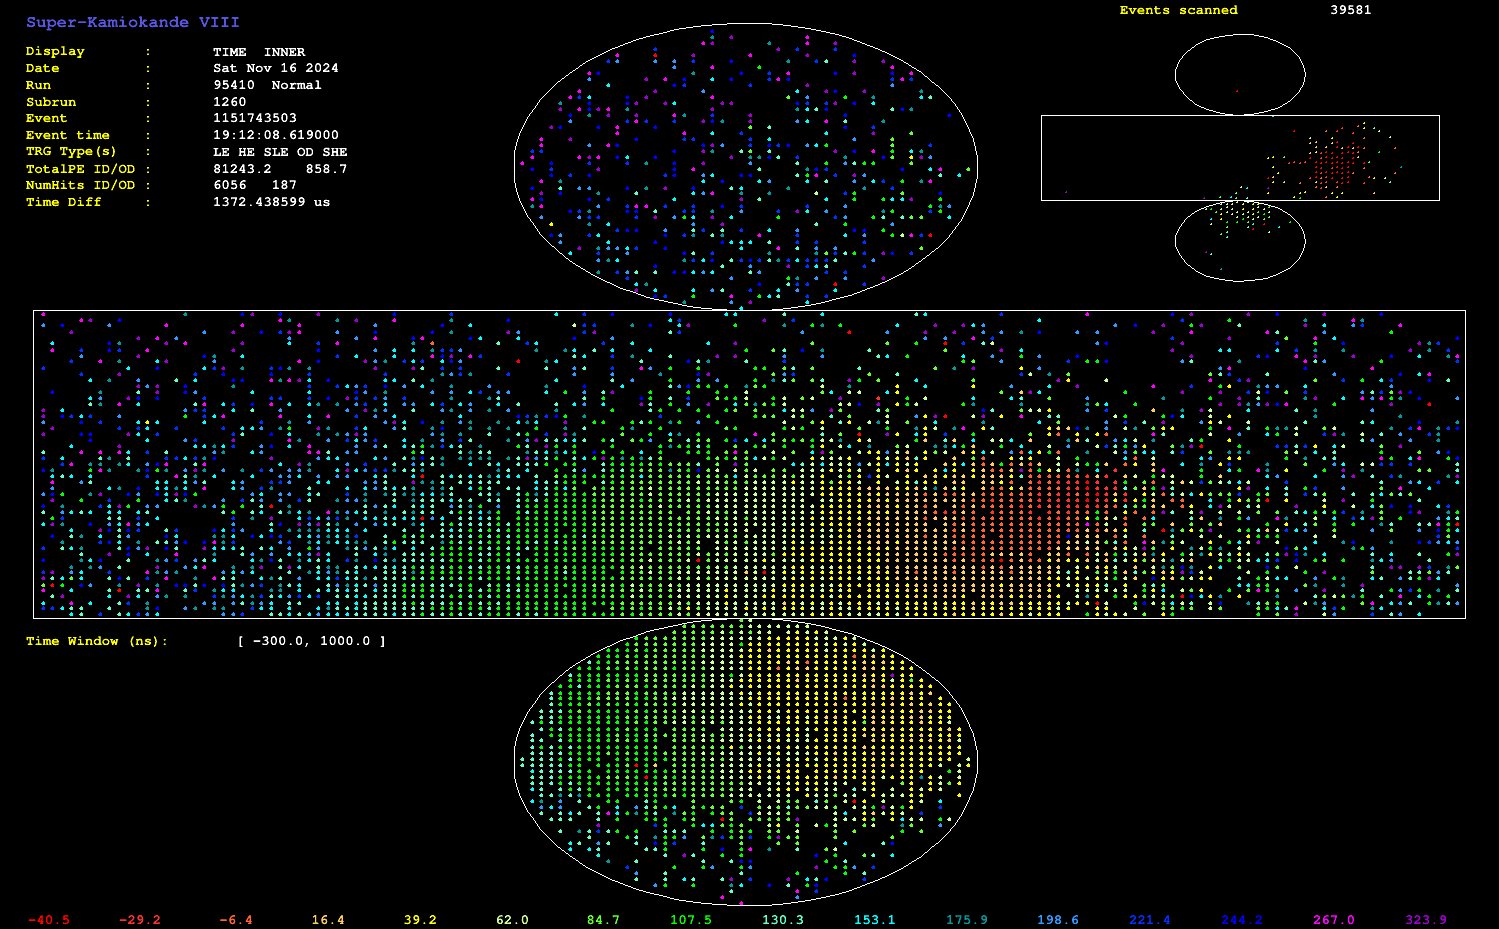 Super-Kamiokande VIII
Display : TIME INNER
Date : Sat Nov 16 2024
Run : 95410 Normal
Subrun : 1260
Event : 1151743503
Event time : 19:12:08.619000
TRG Type(s) : LE HE SLE OD SHE
TotalPE ID/OD : 81243.2 858.7
NumHits ID/OD : 6056 187
Time Diff : 1372.438599 us
Events scanned 39581
Time Window (ns): [ -300.0, 1000.0 ]
-40.5 -29.2 -6.4 16.4 39.2 62.0 84.7 107.5 130.3 153.1 175.9 198.6 221.4 244.2 267.0 323.9